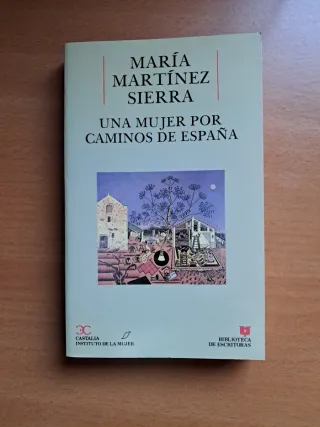 MARÍA
MARTÍNEZ
SIERRA
UNA MUJER POR
CAMINOS DE ESPAÑA
CASTALIA
INSTITUTO DE LA MUJER
BIBLIOTECA
DE ESCRITORAS